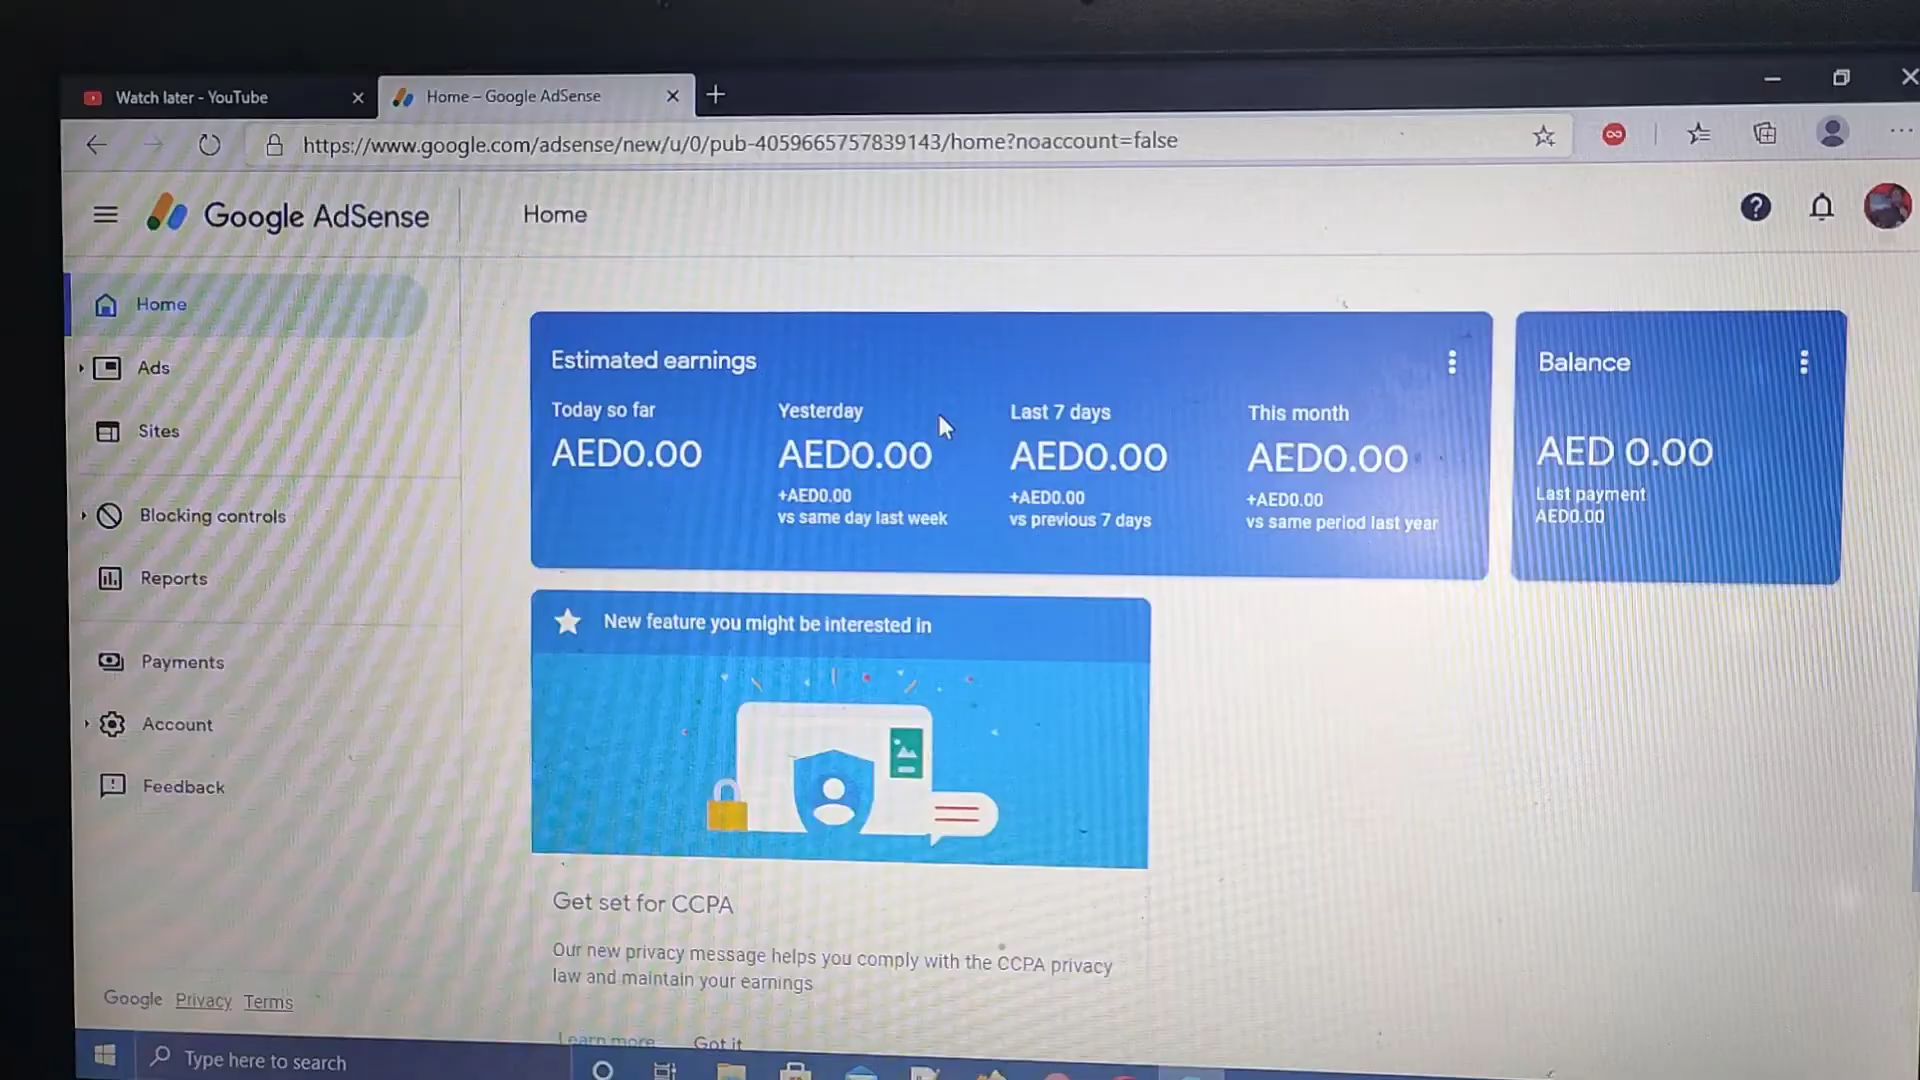 Watch later - YouTube
Home – Google AdSense
https://www.google.com/adsense/new/u/0/pub-4059665757839143/home?noaccount=false
Google AdSense
Home
Home
Ads
Sites
Blocking controls
Reports
Payments
Account
Feedback
Google Privacy Terms
Estimated earnings
Today so far
AED0.00
Yesterday
AED0.00
+AED0.00
vs same day last week
Last 7 days
AED0.00
+AED0.00
vs previous 7 days
This month
AED0.00
+AED0.00
vs same period last year
Balance
AED 0.00
Last payment
AED0.00
New feature you might be interested in
Get set for CCPA
Our new privacy message helps you comply with the CCPA privacy
law and maintain your earnings
Learn more
Got it
Type here to search